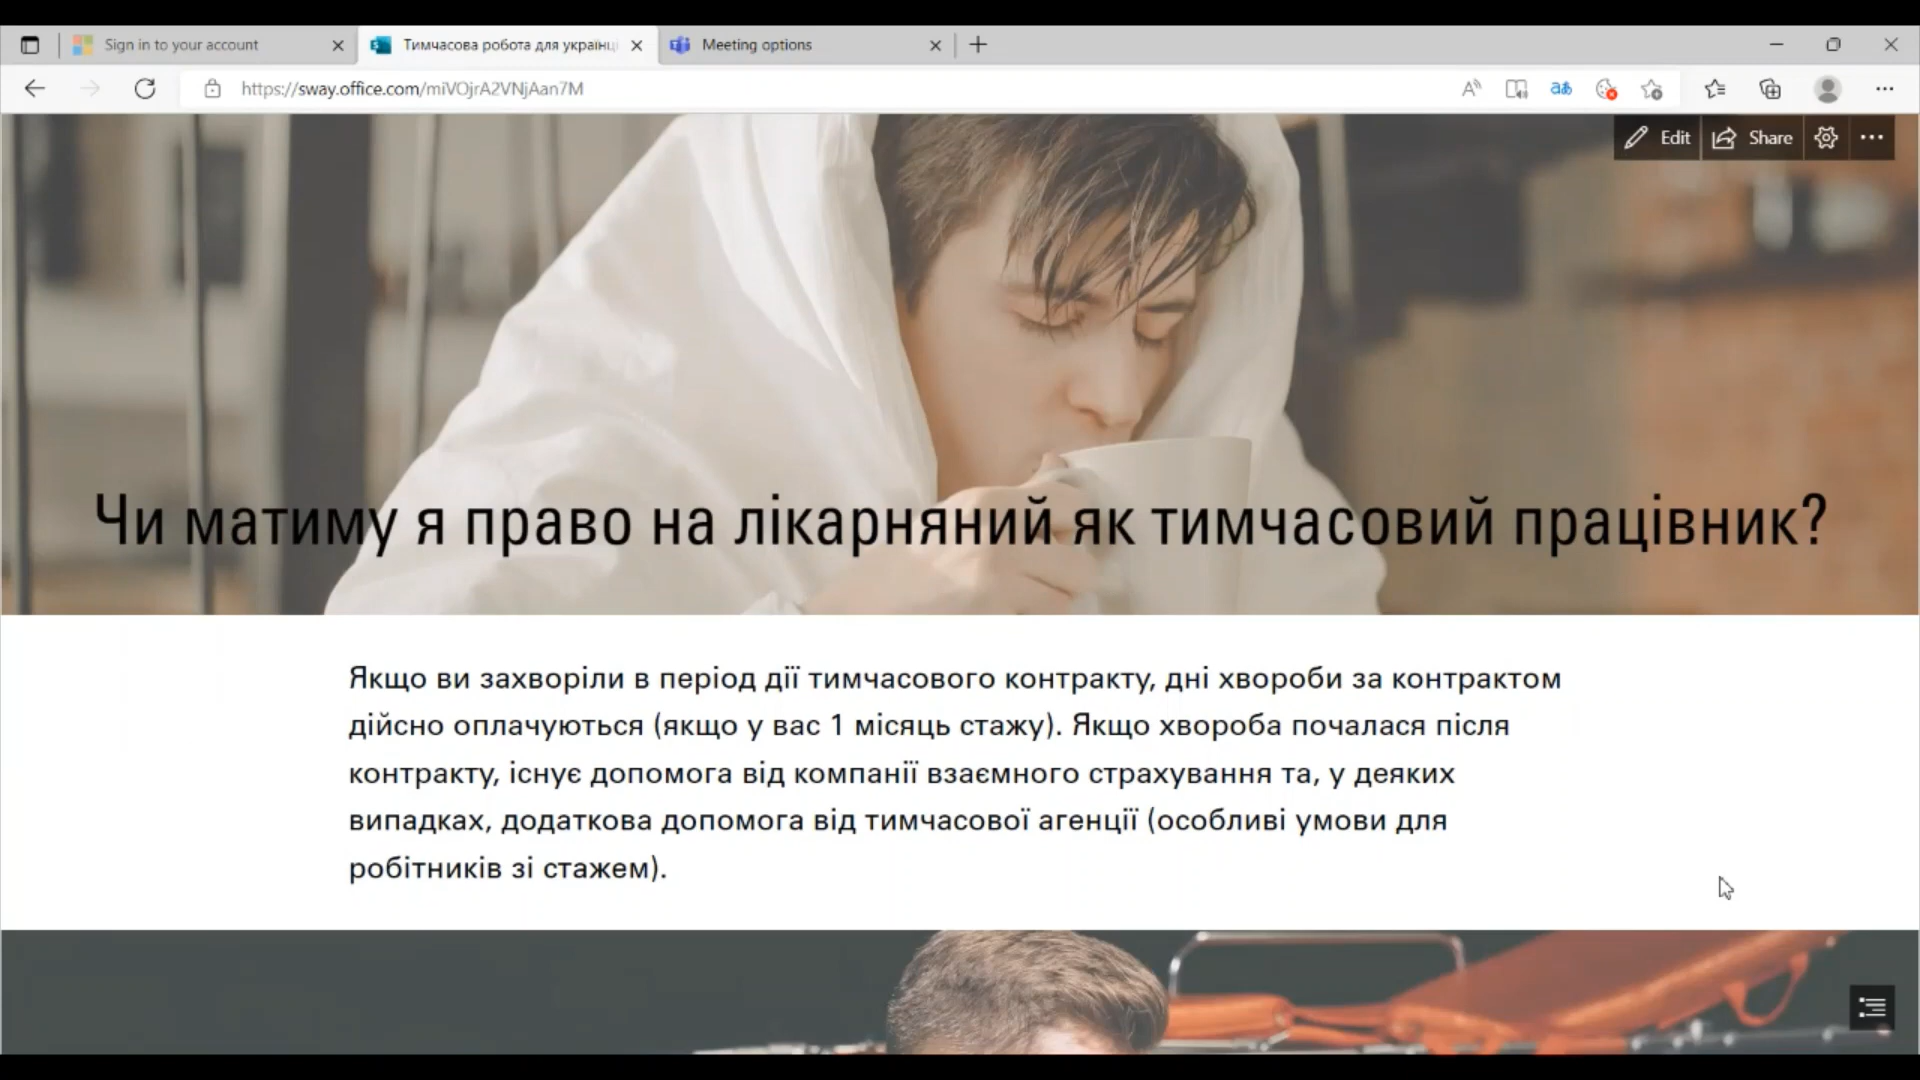 Sign in to your account
Тимчасова робота для українці
Meeting options
https://sway.office.com/miVOjrA2VNjAan7M
Edit
Share
Чи матиму я право на лікарняний як тимчасовий працівник?
Якщо ви захворіли в період дії тимчасового контракту, дні хвороби за контрактом
дійсно оплачуються (якщо у вас 1 місяць стажу). Якщо хвороба почалася після
контракту, існує допомога від компанії взаємного страхування та, у деяких
випадках, додаткова допомога від тимчасової агенції (особливі умови для
робітників зі стажем).